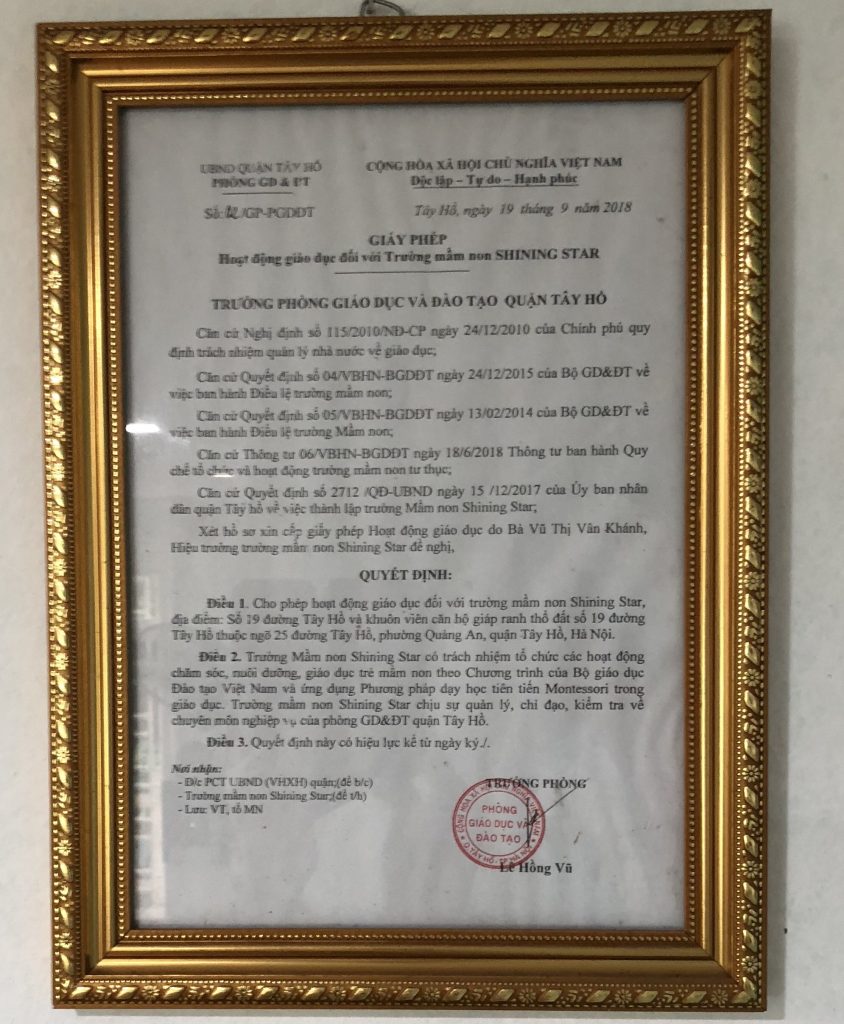 UBND QUẬN TÂY HỒ
PHÒNG GD & ĐT
CỘNG HÒA XÃ HỘI CHỦ NGHĨA VIỆT NAM
Độc lập – Tự do – Hạnh phúc
Số: /GP-PGDĐT
Tây Hồ, ngày 19 tháng 9 năm 2018
GIẤY PHÉP
Hoạt động giáo dục đối với Trường mầm non SHINING STAR
TRƯỞNG PHÒNG GIÁO DỤC VÀ ĐÀO TẠO QUẬN TÂY HỒ
Căn cứ Nghị định số 115/2010/NĐ-CP ngày 24/12/2010 của Chính phủ quy
định trách nhiệm quản lý nhà nước về giáo dục;
Căn cứ Quyết định số 04/VBHN-BGDĐT ngày 24/12/2015 của Bộ GD&ĐT về
việc ban hành Điều lệ trường mầm non;
Căn cứ Quyết định số 05/VBHN-BGDĐT ngày 13/02/2014 của Bộ GD&ĐT về
việc ban hành Điều lệ trường Mầm non;
Căn cứ Thông tư 06/VBHN-BGDĐT ngày 18/6/2018 Thông tư ban hành Quy
chế tổ chức và hoạt động trường mầm non tư thục;
Căn cứ Quyết định số 2712 /QĐ-UBND ngày 15 /12/2017 của Ủy ban nhân
dân quận Tây hồ về việc thành lập trường Mầm non Shining Star;
Xét hồ sơ xin cấp giấy phép Hoạt động giáo dục do Bà Vũ Thị Vân Khánh,
Hiệu trưởng trường mầm non Shining Star đề nghị,
QUYẾT ĐỊNH:
Điều 1. Cho phép hoạt động giáo dục đối với trường mầm non Shining Star,
địa điểm: Số 19 đường Tây Hồ và khuôn viên căn hộ giáp ranh thổ đất số 19 đường
Tây Hồ thuộc ngõ 25 đường Tây Hồ, phường Quảng An, quận Tây Hồ, Hà Nội.
Điều 2. Trường Mầm non Shining Star có trách nhiệm tổ chức các hoạt động
chăm sóc, nuôi dưỡng, giáo dục trẻ mầm non theo Chương trình của Bộ giáo dục
Đào tạo Việt Nam và ứng dụng Phương pháp dạy học tiên tiến Montessori trong
giáo dục. Trường mầm non Shining Star chịu sự quản lý, chỉ đạo, kiểm tra về
chuyên môn nghiệp vụ của phòng GD&ĐT quận Tây Hồ.
Điều 3. Quyết định này có hiệu lực kể từ ngày ký./.
Nơi nhận:
- Đ/c PCT UBND (VHXH) quận;(để b/c)
- Trường mầm non Shining Star;(để t/h)
- Lưu: VT, tổ MN
TRƯỞNG PHÒNG
PHÒNG
GIÁO DỤC VÀ
ĐÀO TẠO
Q.TÂY HỒ - TP HÀ NỘI
Lê Hồng Vũ